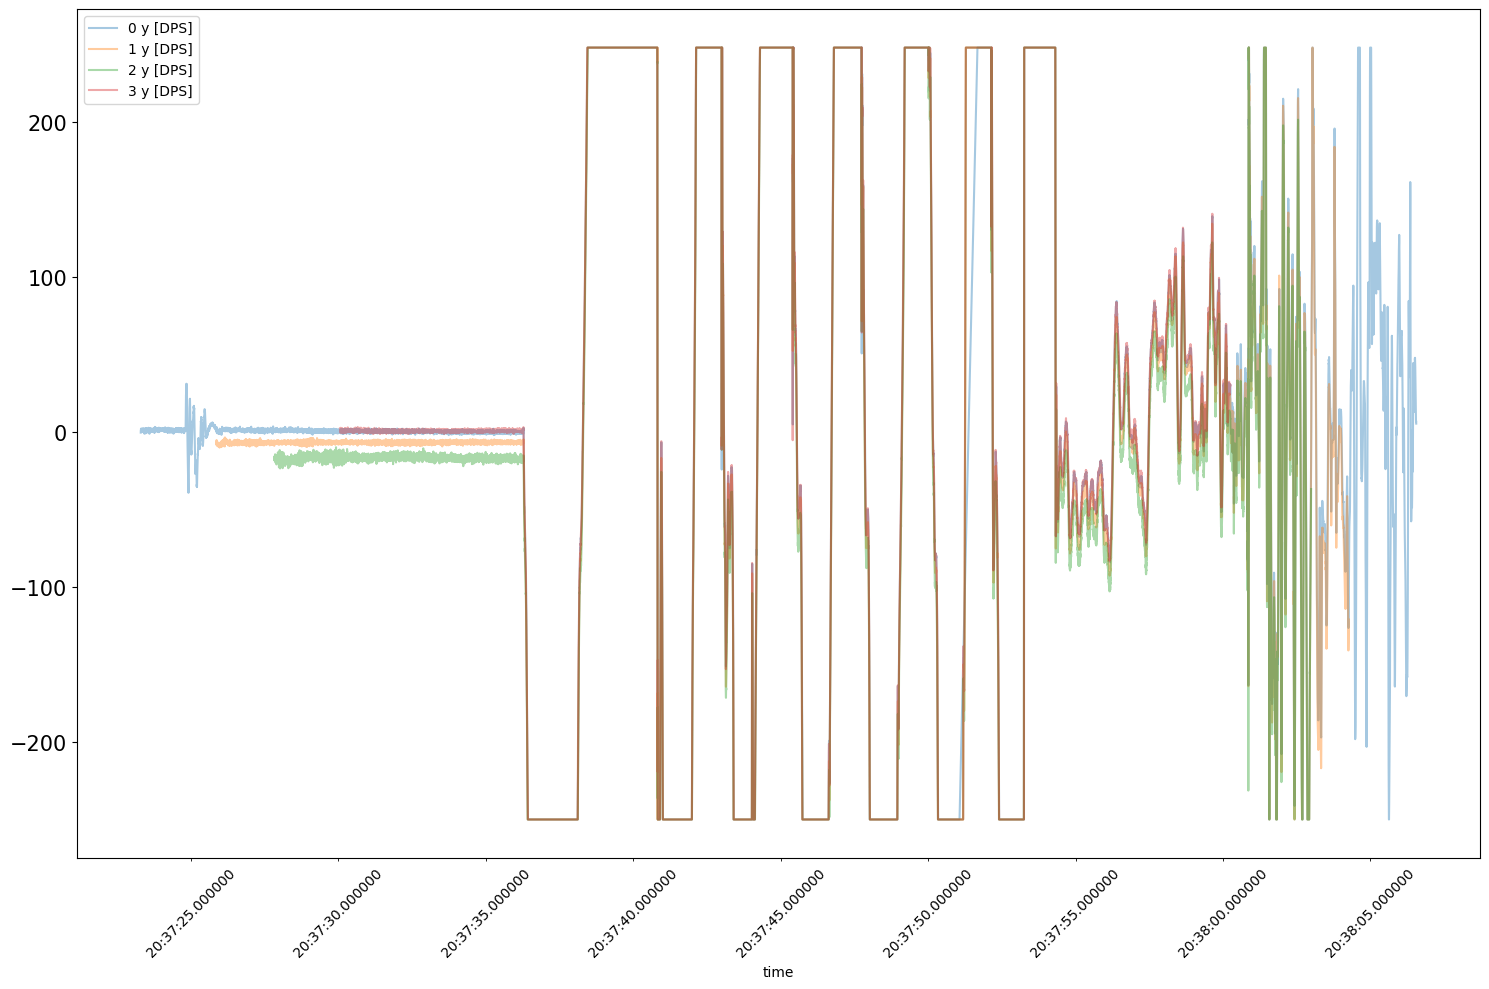 0 y [DPS]
1 y [DPS]
2 y [DPS]
3 y [DPS]
200
100
0
−100
−200
20:37:25.000000
20:37:30.000000
20:37:35.000000
20:37:40.000000
20:37:45.000000
20:37:50.000000
20:37:55.000000
20:38:00.000000
20:38:05.000000
time